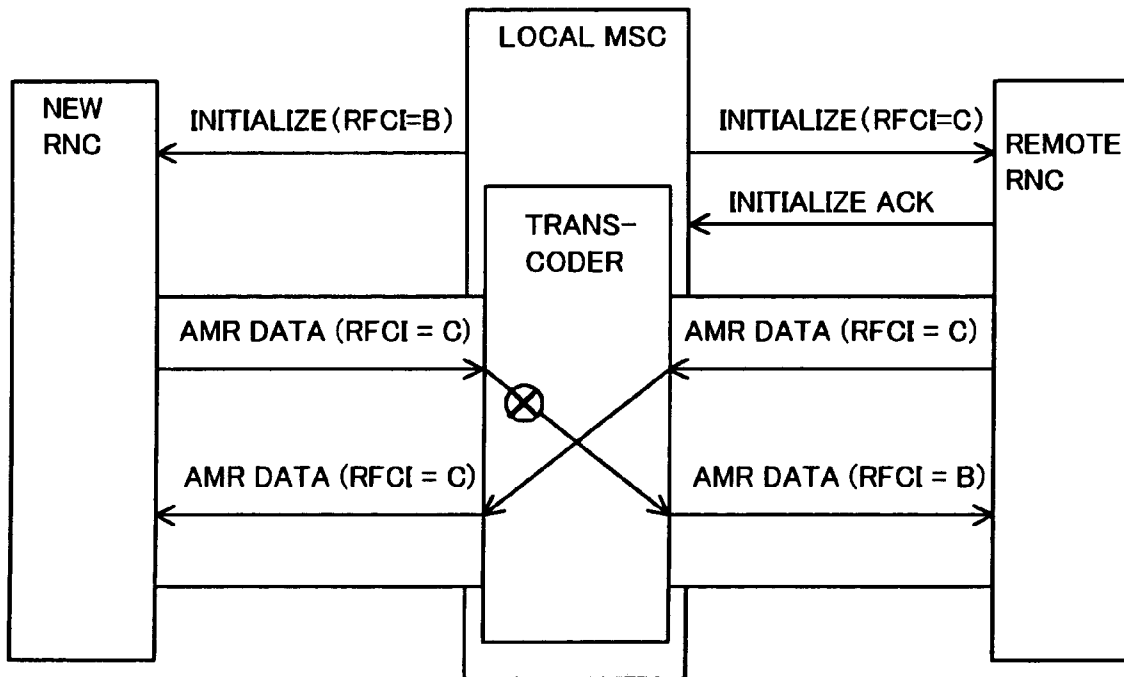 LOCAL MSC
NEW
RNC
INITIALIZE (RFCI=B)
INITIALIZE (RFCI=C)
REMOTE
RNC
INITIALIZE ACK
TRANS-
CODER
AMR DATA (RFCI = C)
AMR DATA (RFCI = C)
AMR DATA (RFCI = C)
AMR DATA (RFCI = B)